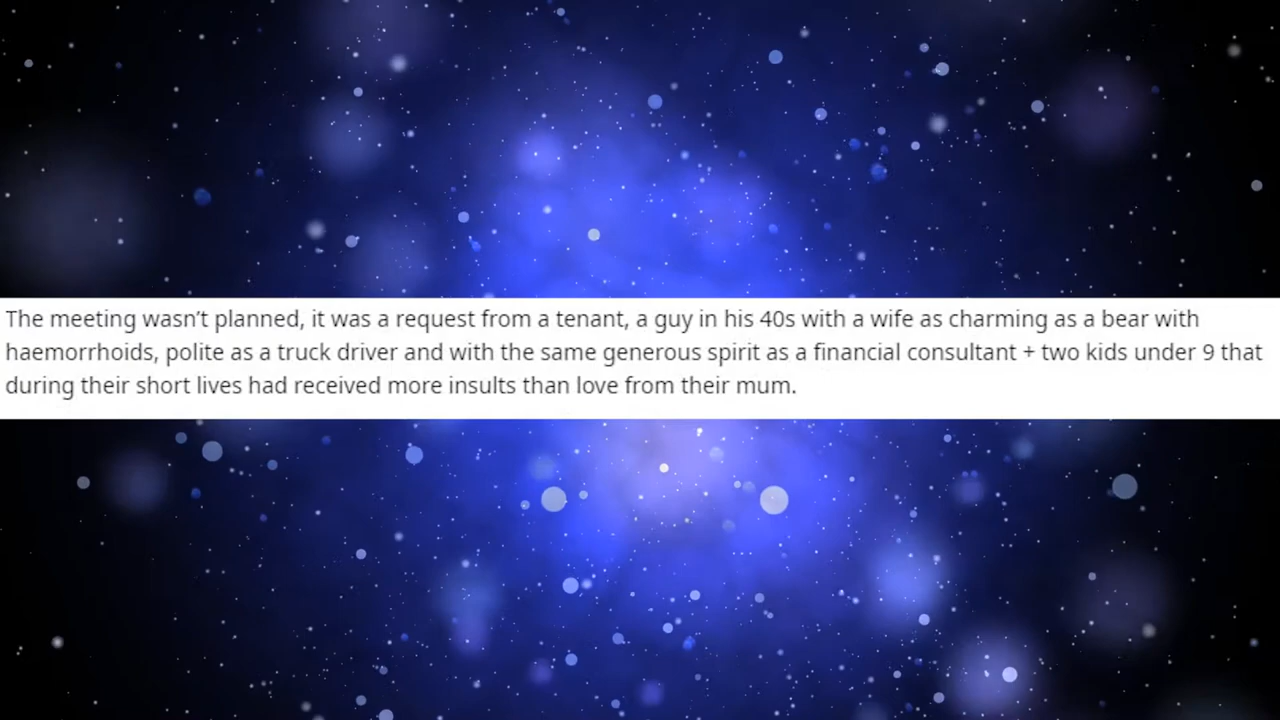 The meeting wasn’t planned, it was a request from a tenant, a guy in his 40s with a wife as charming as a bear with
haemorrhoids, polite as a truck driver and with the same generous spirit as a financial consultant + two kids under 9 that
during their short lives had received more insults than love from their mum.